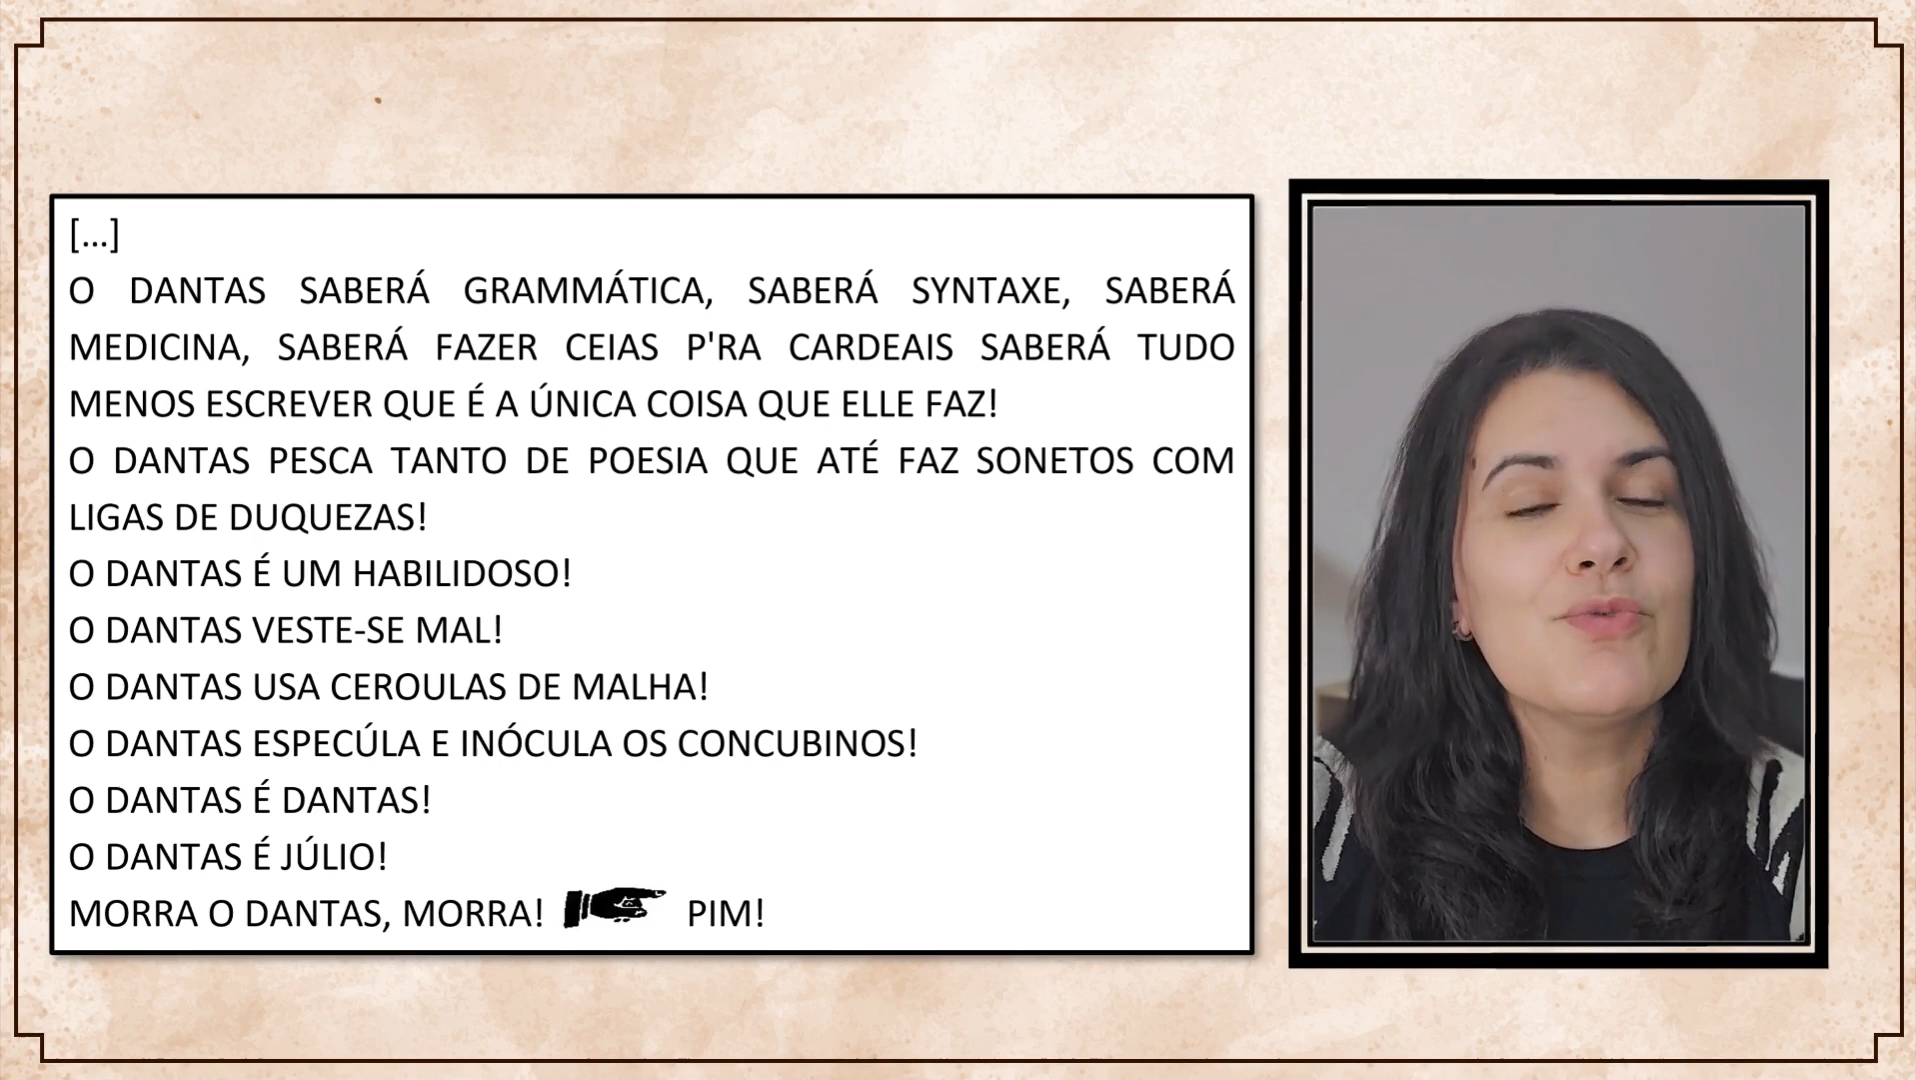 [...]
O DANTAS SABERÁ GRAMMÁTICA, SABERÁ SYNTAXE, SABERÁ
MEDICINA, SABERÁ FAZER CEIAS P'RA CARDEAIS SABERÁ TUDO
MENOS ESCREVER QUE É A ÚNICA COISA QUE ELLE FAZ!
O DANTAS PESCA TANTO DE POESIA QUE ATÉ FAZ SONETOS COM
LIGAS DE DUQUEZAS!
O DANTAS É UM HABILIDOSO!
O DANTAS VESTE-SE MAL!
O DANTAS USA CEROULAS DE MALHA!
O DANTAS ESPECÚLA E INÓCULA OS CONCUBINOS!
O DANTAS É DANTAS!
O DANTAS É JÚLIO!
MORRA O DANTAS, MORRA! PIM!